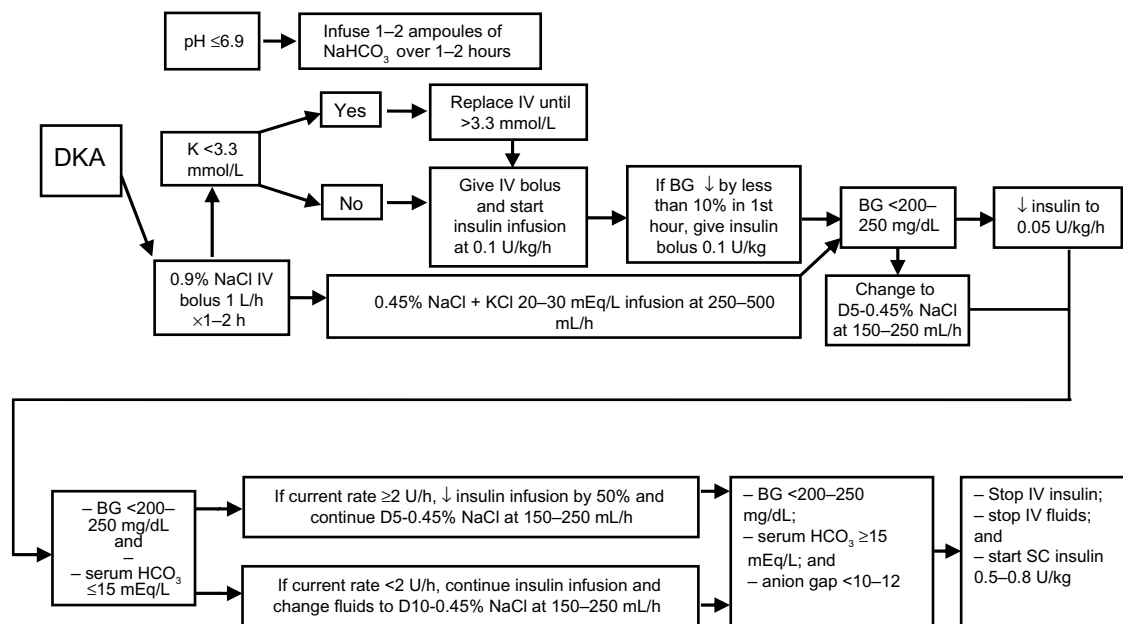 pH ≤6.9
Infuse 1–2 ampoules of
NaHCO₃ over 1–2 hours
DKA
K <3.3
mmol/L
Yes
Replace IV until
>3.3 mmol/L
No
Give IV bolus
and start
insulin infusion
at 0.1 U/kg/h
If BG ↓ by less
than 10% in 1st
hour, give insulin
bolus 0.1 U/kg
BG <200–
250 mg/dL
↓ insulin to
0.05 U/kg/h
0.9% NaCl IV
bolus 1 L/h
×1–2 h
0.45% NaCl + KCl 20–30 mEq/L infusion at 250–500
mL/h
Change to
D5-0.45% NaCl
at 150–250 mL/h
– BG <200–
250 mg/dL
and
–
– serum HCO₃
≤15 mEq/L
If current rate ≥2 U/h, ↓ insulin infusion by 50% and
continue D5-0.45% NaCl at 150–250 mL/h
If current rate <2 U/h, continue insulin infusion and
change fluids to D10-0.45% NaCl at 150–250 mL/h
– BG <200–250
mg/dL;
– serum HCO₃ ≥15
mEq/L; and
– anion gap <10–12
– Stop IV insulin;
– stop IV fluids;
and
– start SC insulin
0.5–0.8 U/kg